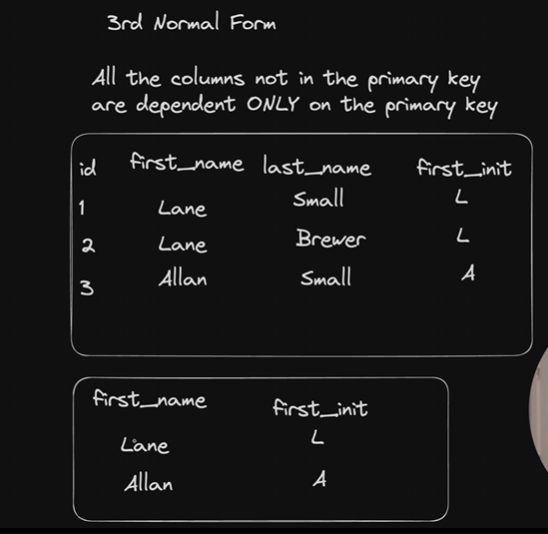 3rd Normal Form
All the columns not in the primary key
are dependent ONLY on the primary key
id first_name last_name first_init
1 Lane Small L
2 Lane Brewer L
3 Allan Small A
first_name first_init
Lane L
Allan A